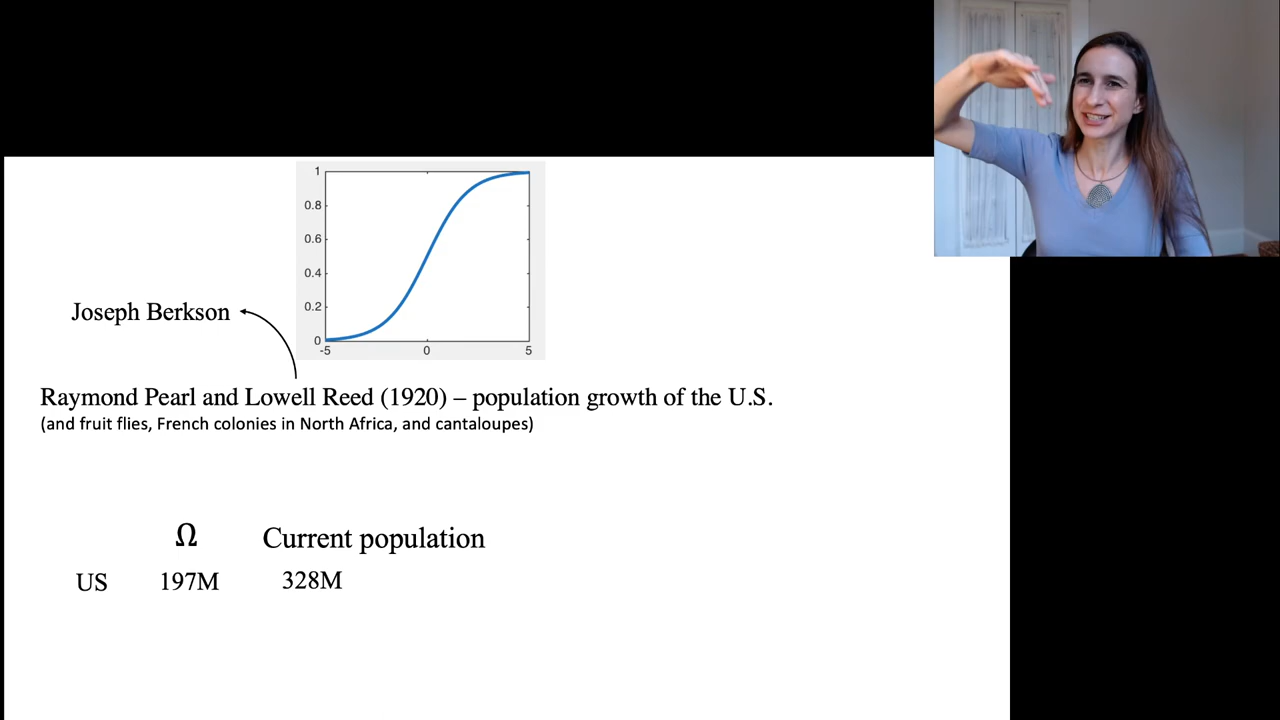 1
0.8
0.6
0.4
0.2
0
-5 0 5
Joseph Berkson
Raymond Pearl and Lowell Reed (1920) – population growth of the U.S.
(and fruit flies, French colonies in North Africa, and cantaloupes)
Ω Current population
US 197M 328M